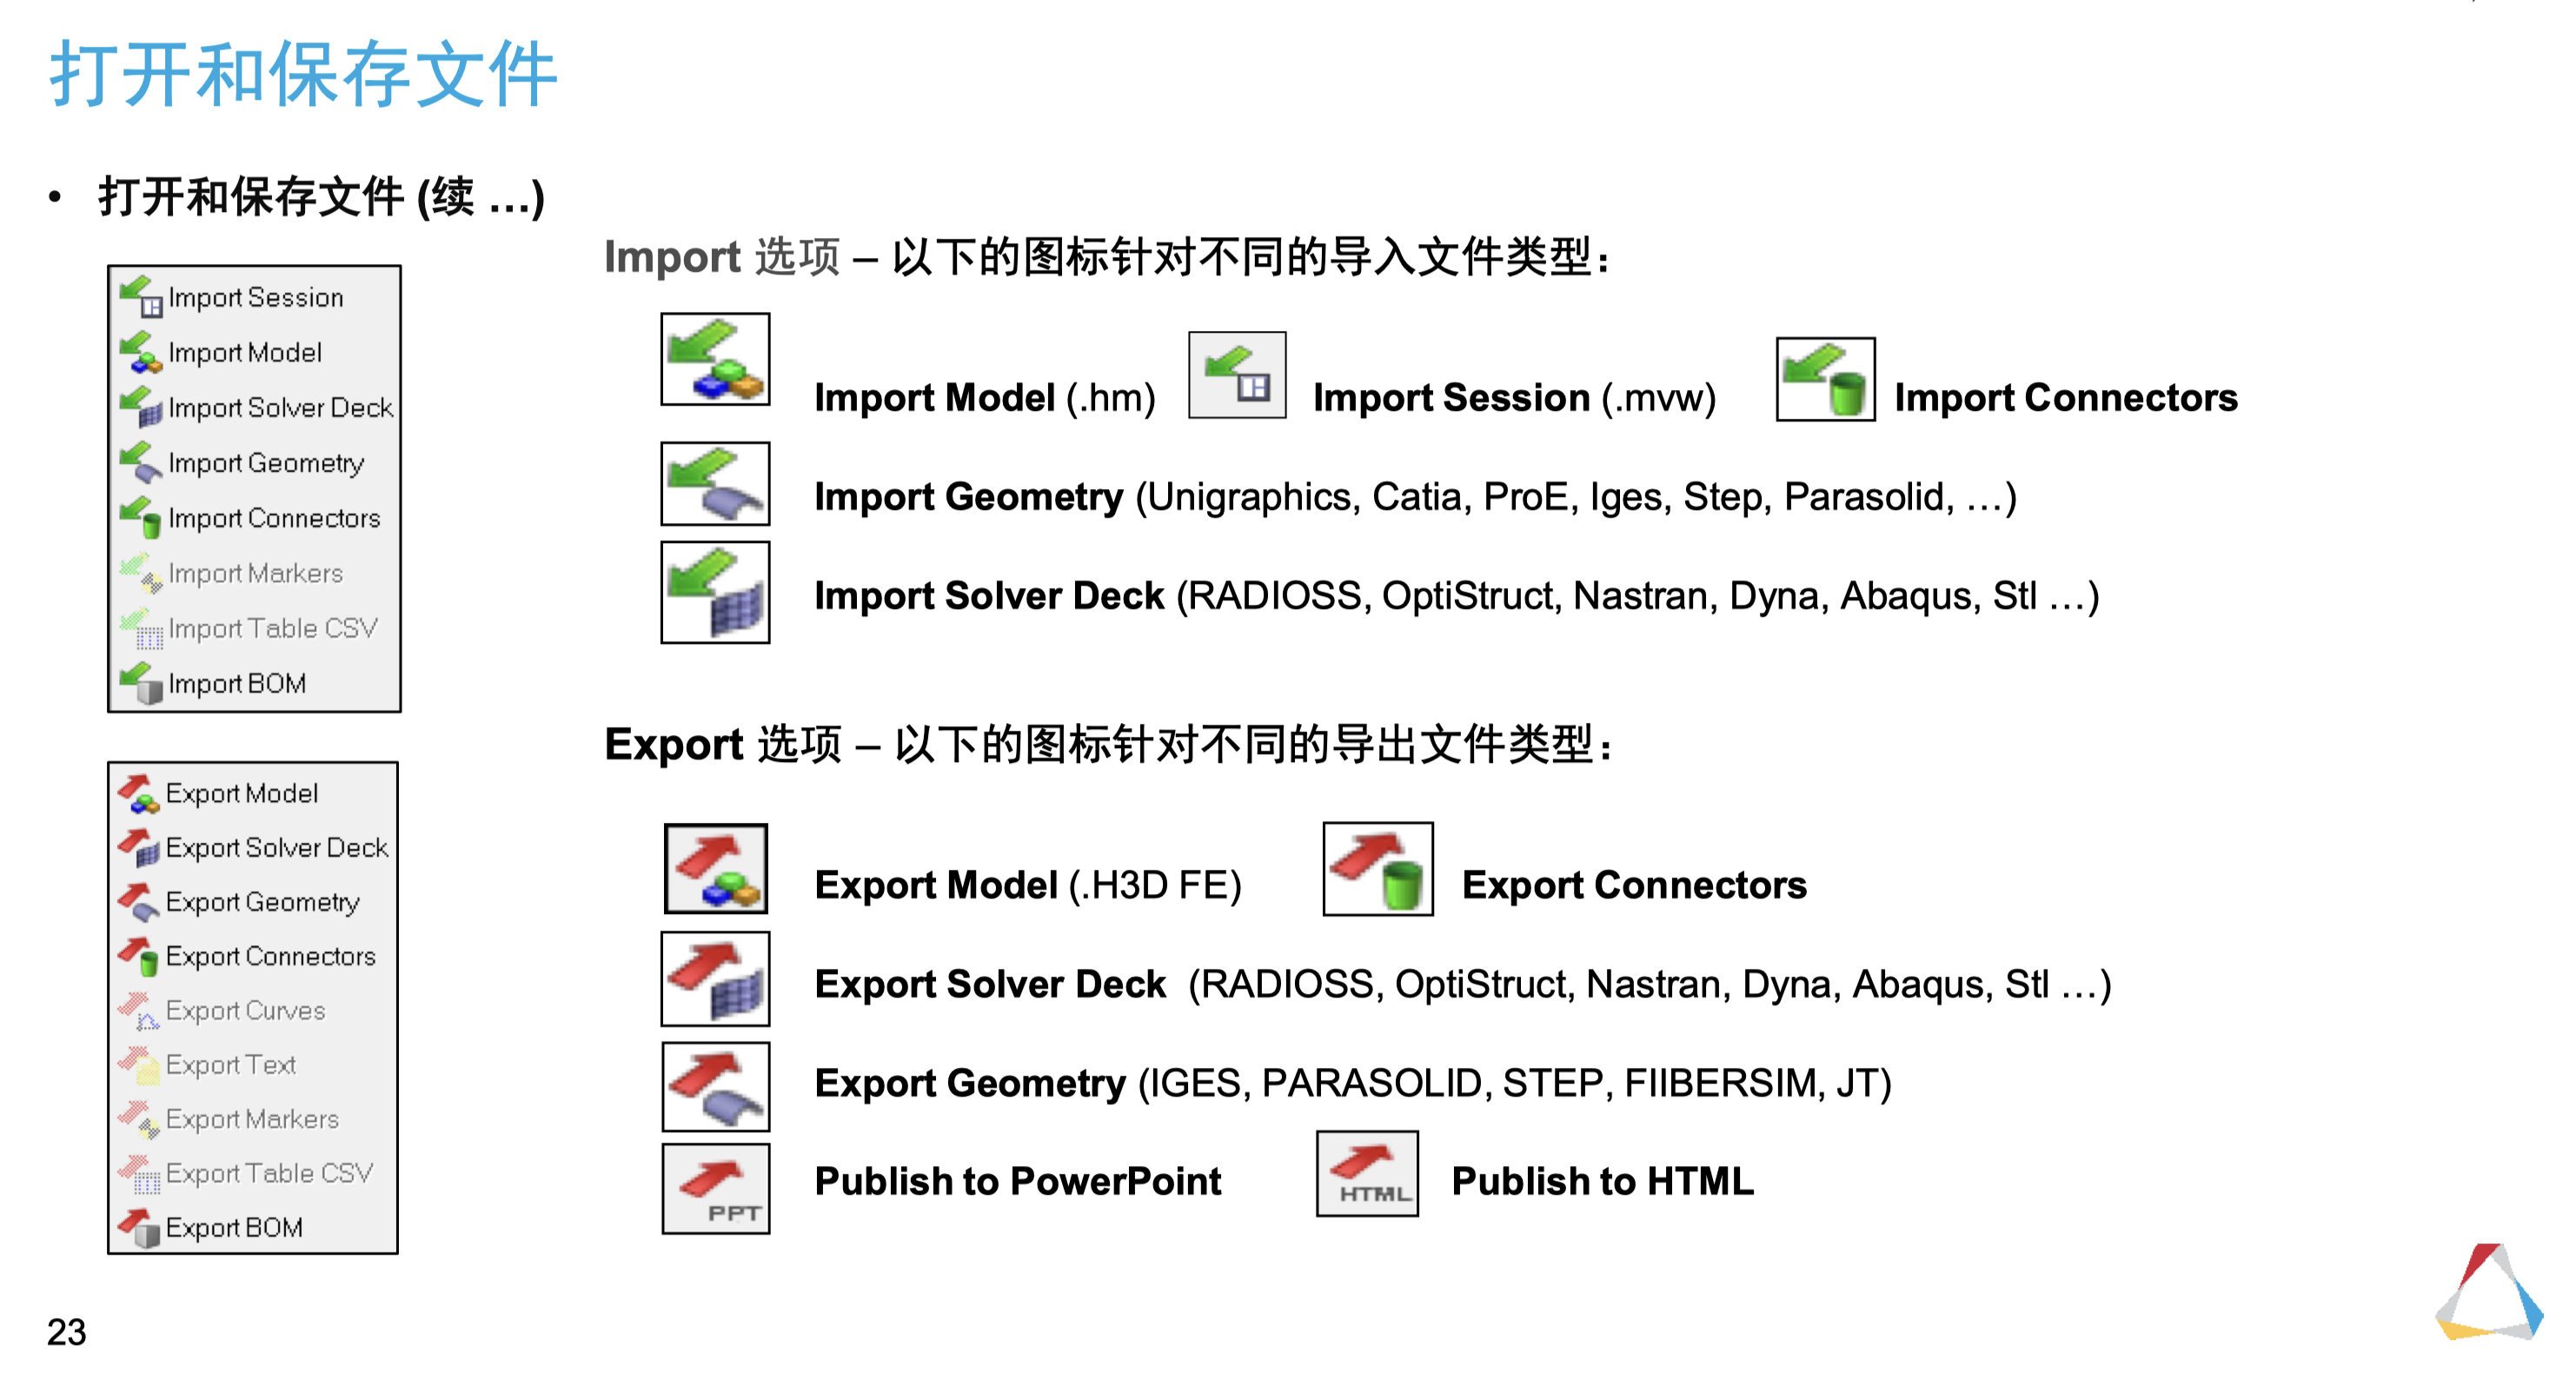 打开和保存文件
• 打开和保存文件 (续 …)
Import Session
Import Model
Import Solver Deck
Import Geometry
Import Connectors
Import Markers
Import Table CSV
Import BOM
Export Model
Export Solver Deck
Export Geometry
Export Connectors
Export Curves
Export Text
Export Markers
Export Table CSV
Export BOM
Import 选项 – 以下的图标针对不同的导入文件类型：
Import Model (.hm) Import Session (.mvw) Import Connectors
Import Geometry (Unigraphics, Catia, ProE, Iges, Step, Parasolid, …)
Import Solver Deck (RADIOSS, OptiStruct, Nastran, Dyna, Abaqus, Stl …)
Export 选项 – 以下的图标针对不同的导出文件类型：
Export Model (.H3D FE) Export Connectors
Export Solver Deck (RADIOSS, OptiStruct, Nastran, Dyna, Abaqus, Stl …)
Export Geometry (IGES, PARASOLID, STEP, FIIBERSIM, JT)
PPT Publish to PowerPoint HTML Publish to HTML
23